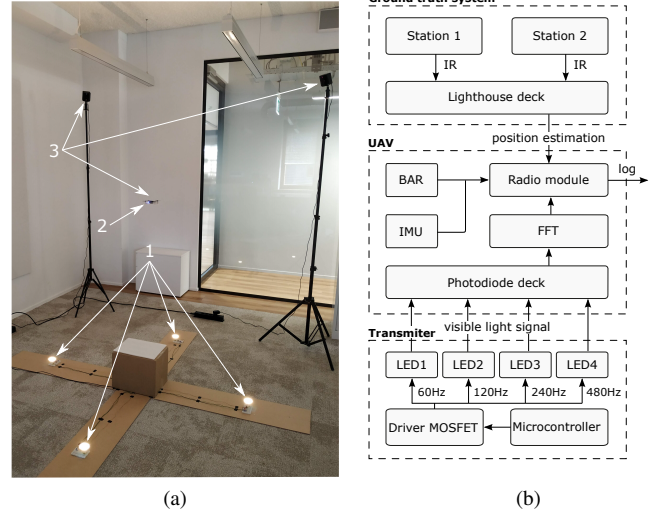 3
2
1
(a)
Ground truth system
Station 1
Station 2
IR
IR
Lighthouse deck
position estimation
UAV
BAR
Radio module
log
IMU
FFT
Photodiode deck
visible light signal
Transmiter
LED1
LED2
LED3
LED4
60Hz
120Hz
240Hz
480Hz
Driver MOSFET
Microcontroller
(b)